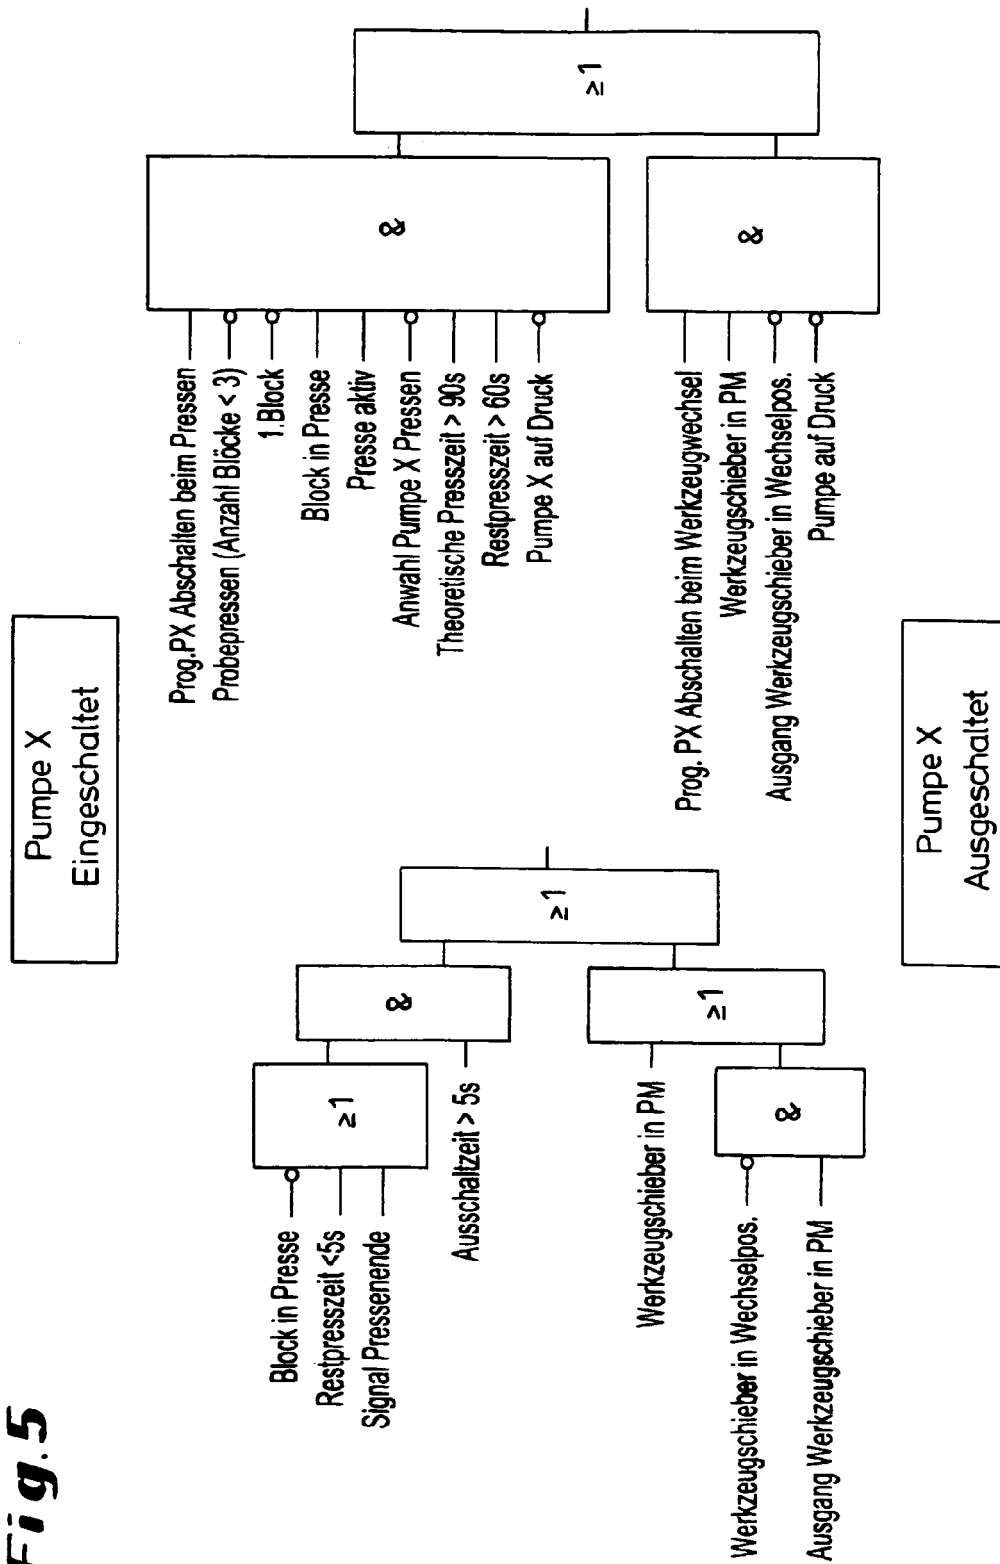 Fig.5
Pumpe X
Eingeschaltet
Prog.PX Abschalten beim Pressen
Probepressen (Anzahl Blöcke < 3)
1.Block
Block in Presse
Presse aktiv
Anwahl Pumpe X Pressen
Theoretische Presszeit > 90s
Restpresszeit > 60s
Pumpe X auf Druck
&
Prog. PX Abschalten beim Werkzeugwechsel
Werkzeugschieber in PM
Ausgang Werkzeugschieber in Wechselpos.
Pumpe auf Druck
&
≥1
Block in Presse
Restpresszeit <5s
Signal Pressenende
≥1
Ausschaltzeit > 5s
&
Werkzeugschieber in PM
Werkzeugschieber in Wechselpos.
Ausgang Werkzeugschieber in PM
&
≥1
≥1
Pumpe X
Ausgeschaltet